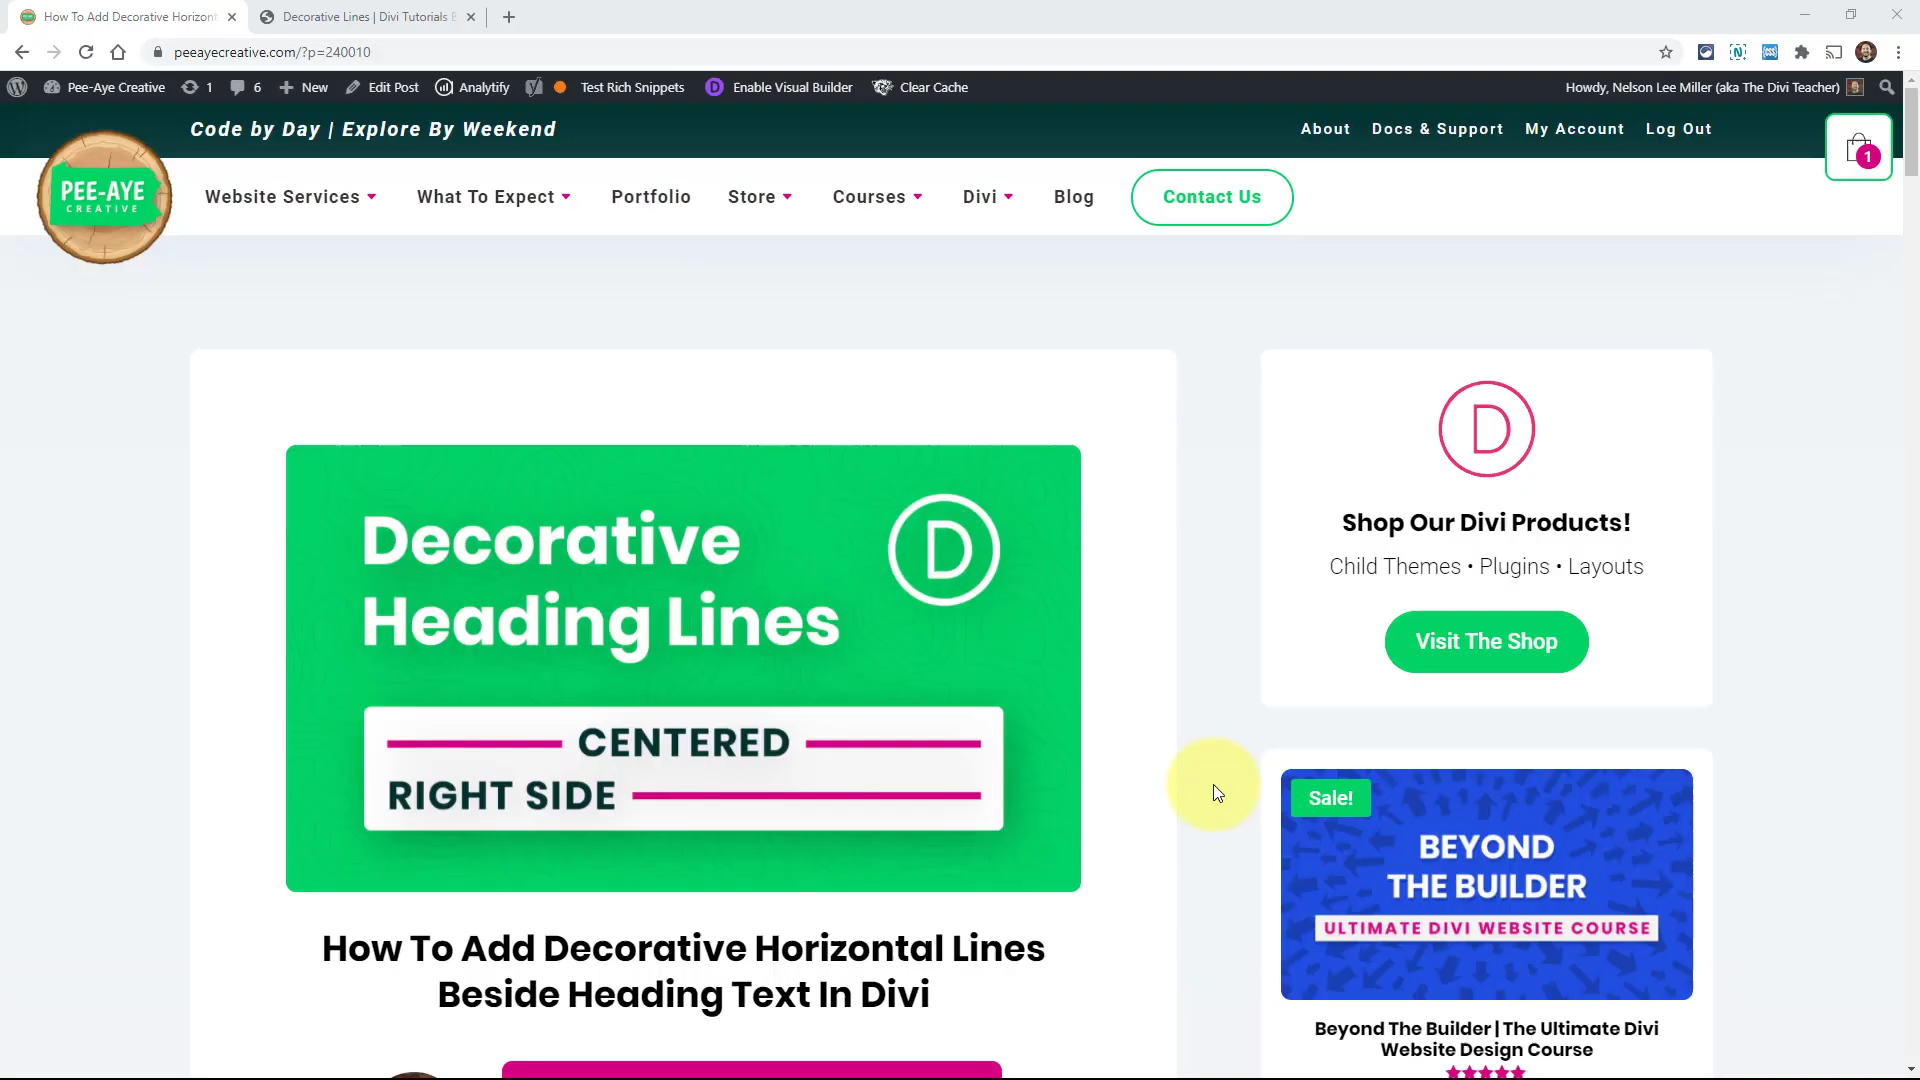 How To Add Decorative Horizont
Decorative Lines | Divi Tutorials
peeayecreative.com/?p=240010
Pee-Aye Creative
1
6
New
Edit Post
Analytify
Test Rich Snippets
Enable Visual Builder
Clear Cache
Howdy, Nelson Lee Miller (aka The Divi Teacher)
Code by Day | Explore By Weekend
About
Docs & Support
My Account
Log Out
1
PEE-AYE
CREATIVE
Website Services
What To Expect
Portfolio
Store
Courses
Divi
Blog
Contact Us
Decorative
Heading Lines
D
CENTERED
RIGHT SIDE
How To Add Decorative Horizontal Lines
Beside Heading Text In Divi
D
Shop Our Divi Products!
Child Themes • Plugins • Layouts
Visit The Shop
Sale!
BEYOND
THE BUILDER
ULTIMATE DIVI WEBSITE COURSE
Beyond The Builder | The Ultimate Divi
Website Design Course